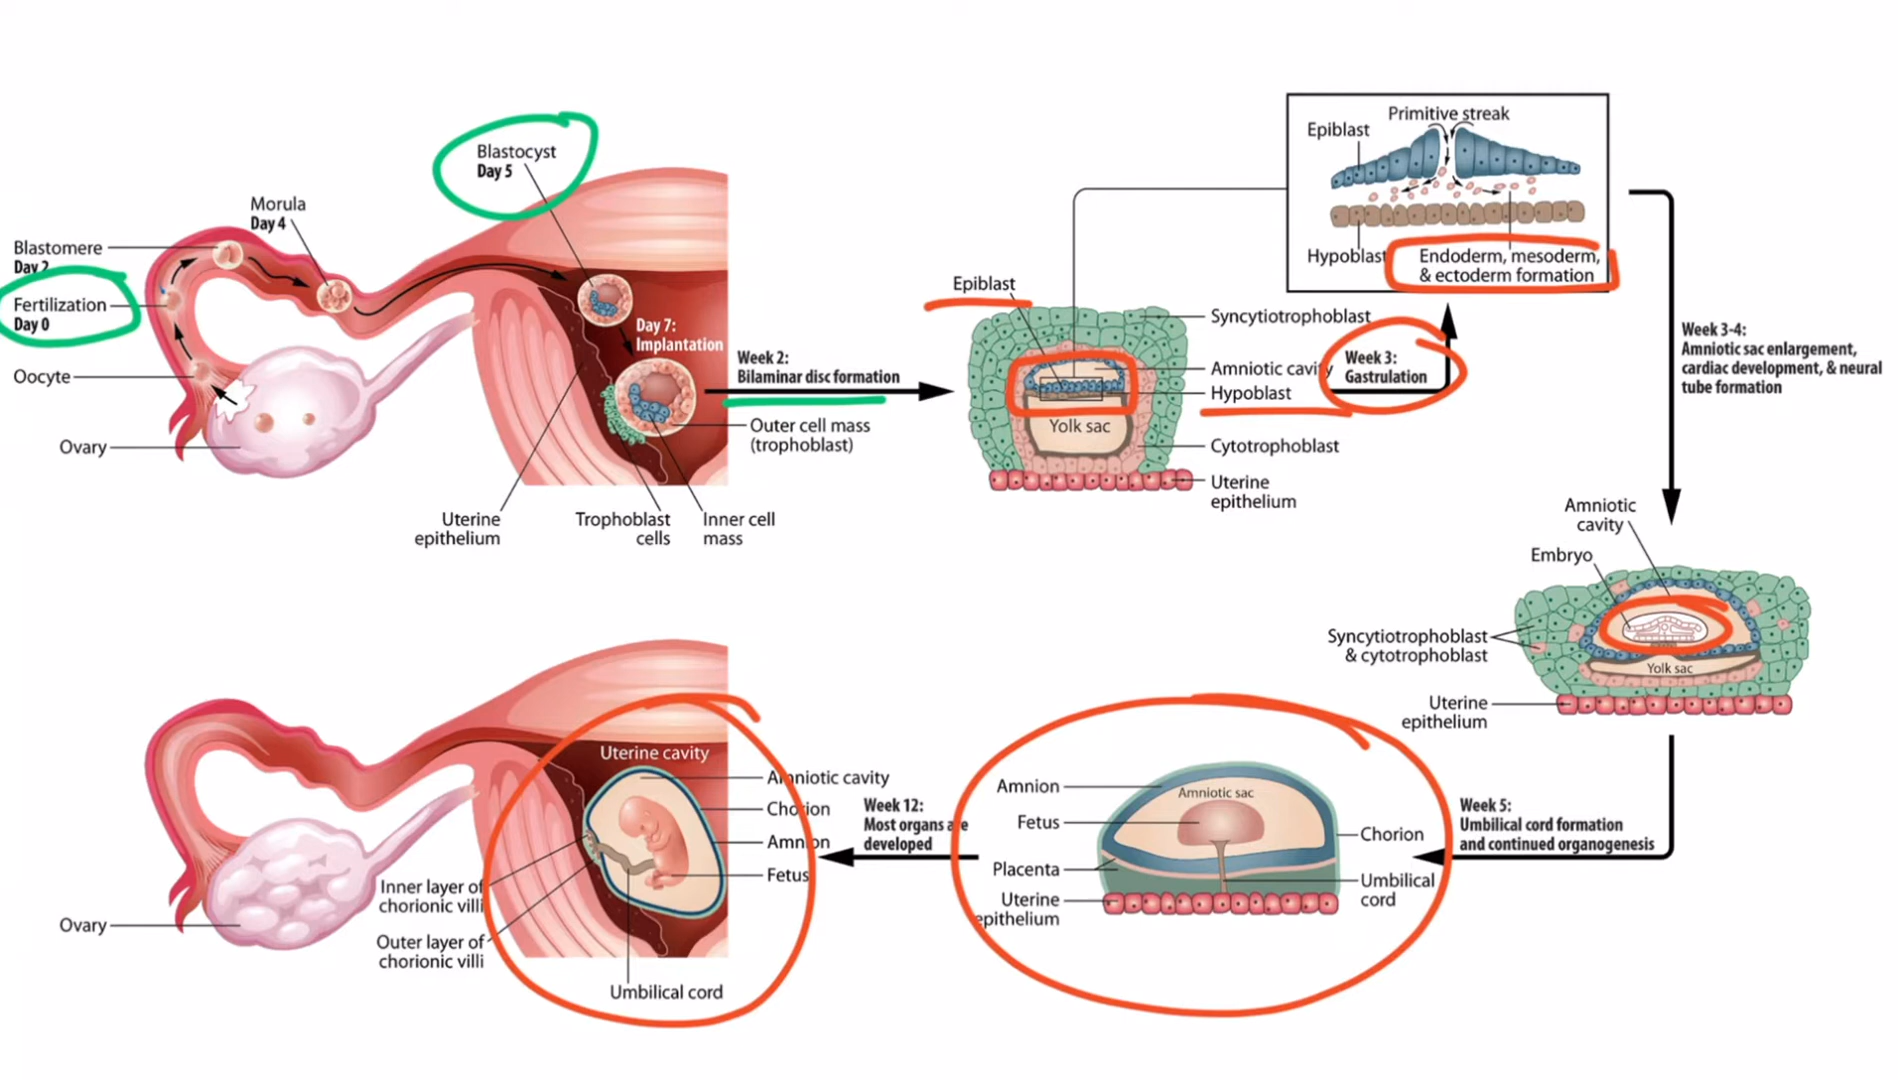 Blastocyst
Day 5
Morula
Day 4
Blastomere
Day 2
Fertilization
Day 0
Oocyte
Ovary
Day 7:
Implantation
Uterine
epithelium
Trophoblast
cells
Inner cell
mass
Outer cell mass
(trophoblast)
Week 2:
Bilaminar disc formation
Epiblast
Syncytiotrophoblast
Amniotic cavity
Hypoblast
Yolk sac
Cytotrophoblast
Uterine
epithelium
Week 3:
Gastrulation
Primitive streak
Epiblast
Hypoblast
Endoderm, mesoderm,
& ectoderm formation
Week 3-4:
Amniotic sac enlargement,
cardiac development, & neural
tube formation
Amniotic
cavity
Embryo
Syncytiotrophoblast
& cytotrophoblast
Yolk sac
Uterine
epithelium
Week 5:
Umbilical cord formation
and continued organogenesis
Amnion
Amniotic sac
Fetus
Placenta
Uterine
epithelium
Chorion
Umbilical
cord
Week 12:
Most organs are
developed
Uterine cavity
Amniotic cavity
Chorion
Amnion
Fetus
Inner layer of
chorionic villi
Outer layer of
chorionic villi
Umbilical cord
Ovary